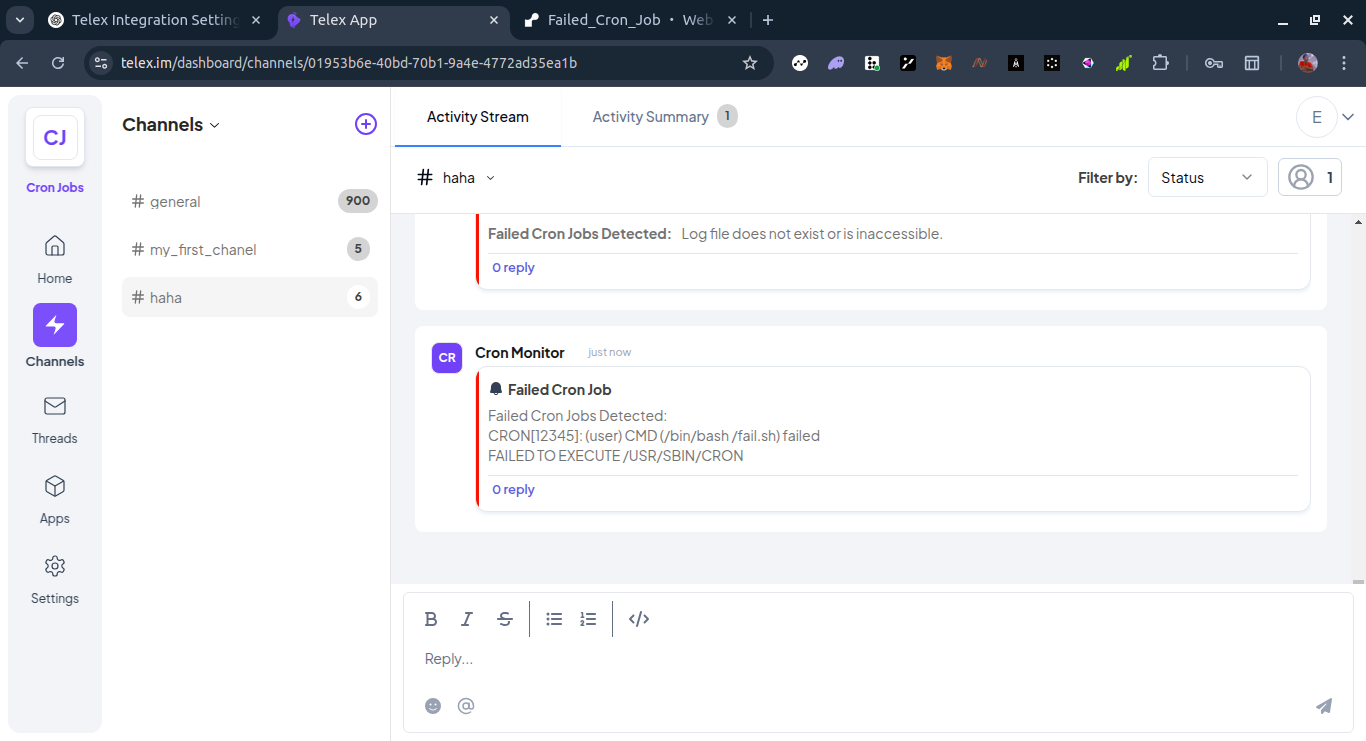 Telex Integration Setting
Telex App
Failed_Cron_Job • Web
telex.im/dashboard/channels/01953b6e-40bd-70b1-9a4e-4772ad35ea1b
CJ
Cron Jobs
Home
Channels
Threads
Apps
Settings
Channels
# general 900
# my_first_chanel 5
# haha 6
Activity Stream
Activity Summary 1
E
# haha
Filter by: Status 1
Failed Cron Jobs Detected: Log file does not exist or is inaccessible.
0 reply
CR
Cron Monitor just now
Failed Cron Job
Failed Cron Jobs Detected:
CRON[12345]: (user) CMD (/bin/bash /fail.sh) failed
FAILED TO EXECUTE /USR/SBIN/CRON
0 reply
B I S </>
Reply...
@